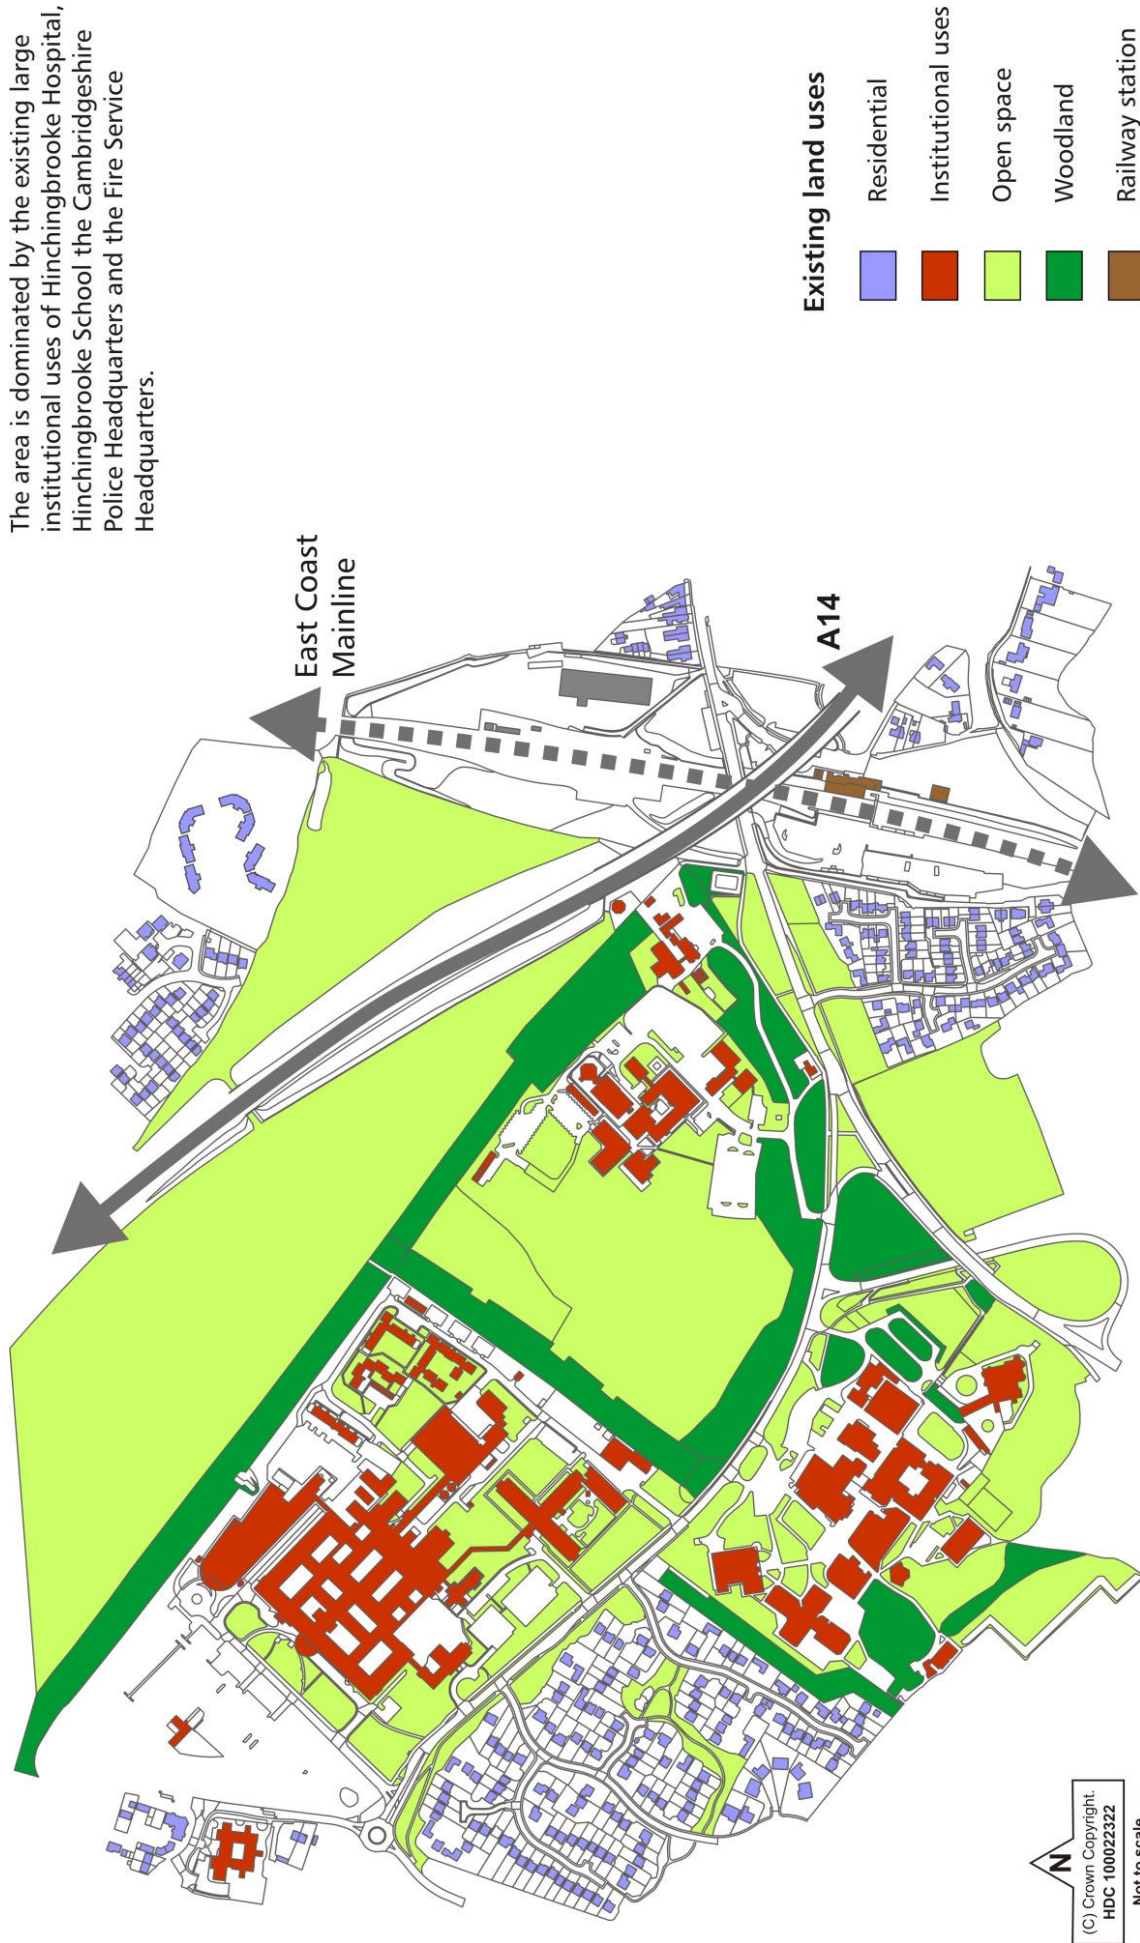 The area is dominated by the existing large
institutional uses of Hinchingbrooke Hospital,
Hinchingbrooke School the Cambridgeshire
Police Headquarters and the Fire Service
Headquarters.
East Coast
Mainline
A14
Existing land uses
Residential
Institutional uses
Open space
Woodland
Railway station
N
(C) Crown Copyright.
HDC 100022322
Not to scale